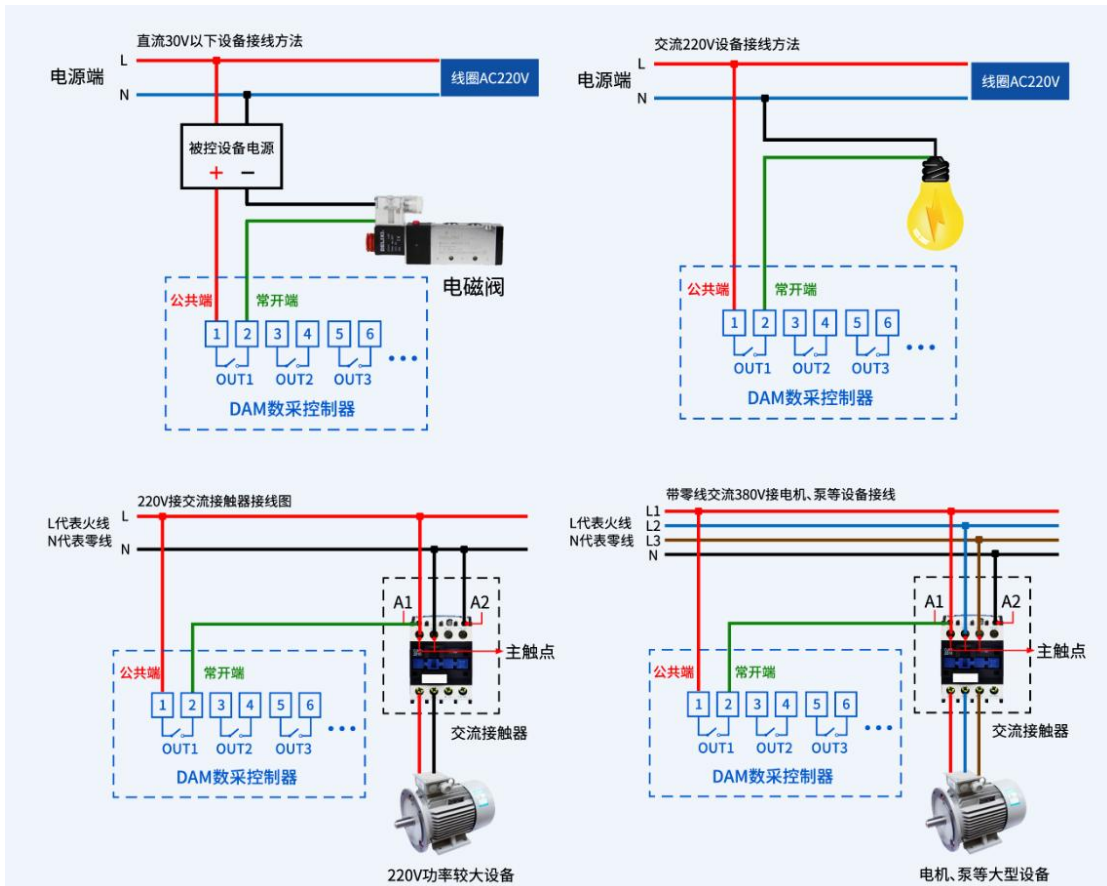 直流30V以下设备接线方法
L
电源端
线圈AC220V
N
被控设备电源
+ −
电磁阀
公共端 常开端
1 2 3 4 5 6
OUT1 OUT2 OUT3
DAM数采控制器
交流220V设备接线方法
L
电源端
线圈AC220V
N
公共端 常开端
1 2 3 4 5 6
OUT1 OUT2 OUT3
DAM数采控制器
220V接交流接触器接线图
L代表火线 L
N代表零线 N
A1 A2
主触点
公共端 常开端
1 2 3 4 5 6
OUT1 OUT2 OUT3
交流接触器
DAM数采控制器
220V功率较大设备
带零线交流380V接电机、泵等设备接线
L1
L代表火线 L2
N代表零线 L3
N
A1 A2
主触点
公共端 常开端
1 2 3 4 5 6
OUT1 OUT2 OUT3
交流接触器
DAM数采控制器
电机、泵等大型设备